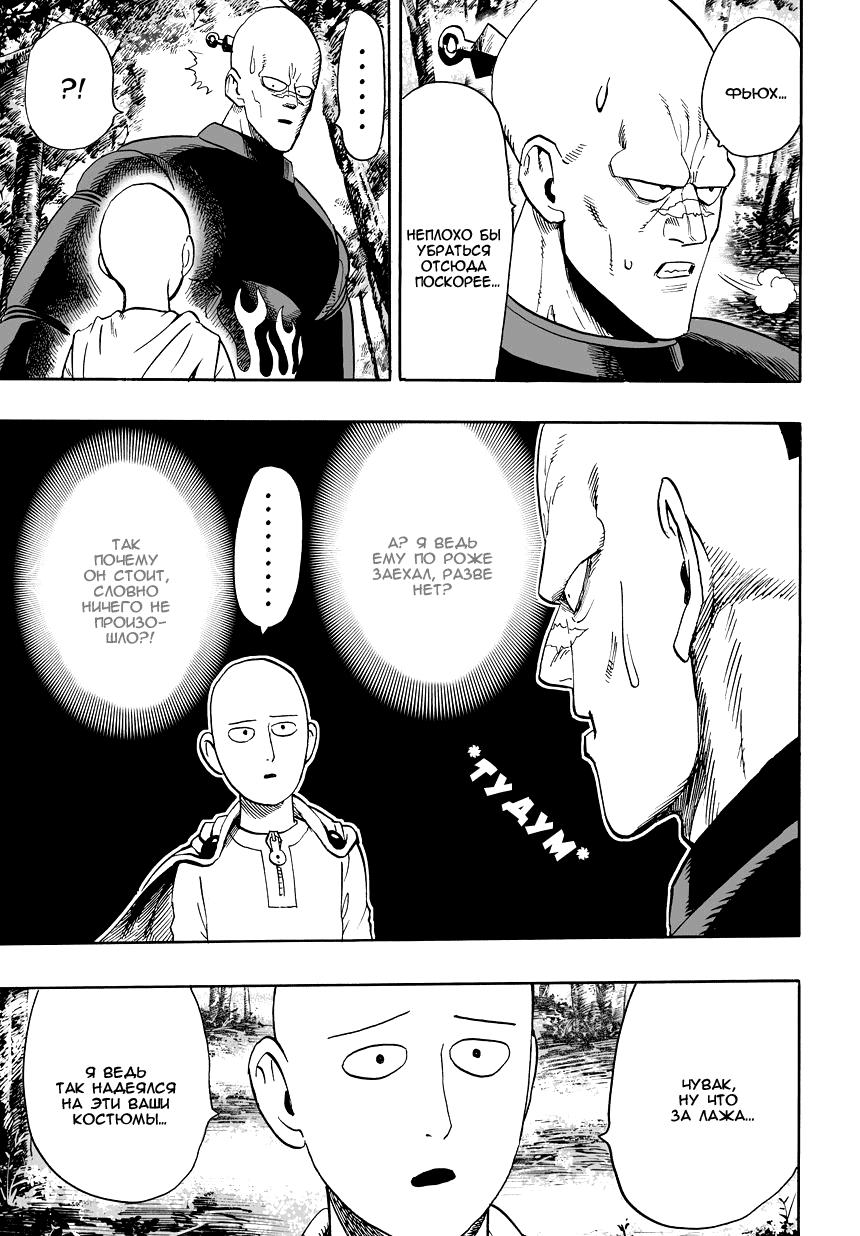 ФЬЮХ...
НЕПЛОХО БЫ
УБРАТЬСЯ
ОТСЮДА
ПОСКОРЕЕ...
......
?!
А? Я ВЕДЬ
ЕМУ ПО РОЖЕ
ЗАЕХАЛ, РАЗВЕ
НЕТ?
*ТУДУМ*
.........
ТАК
ПОЧЕМУ
ОН СТОИТ,
СЛОВНО
НИЧЕГО НЕ
ПРОИЗО-
ШЛО?!
ЧУВАК,
НУ ЧТО
ЗА ЛАЖА...
Я ВЕДЬ
ТАК НАДЕЯЛСЯ
НА ЭТИ ВАШИ
КОСТЮМЫ...